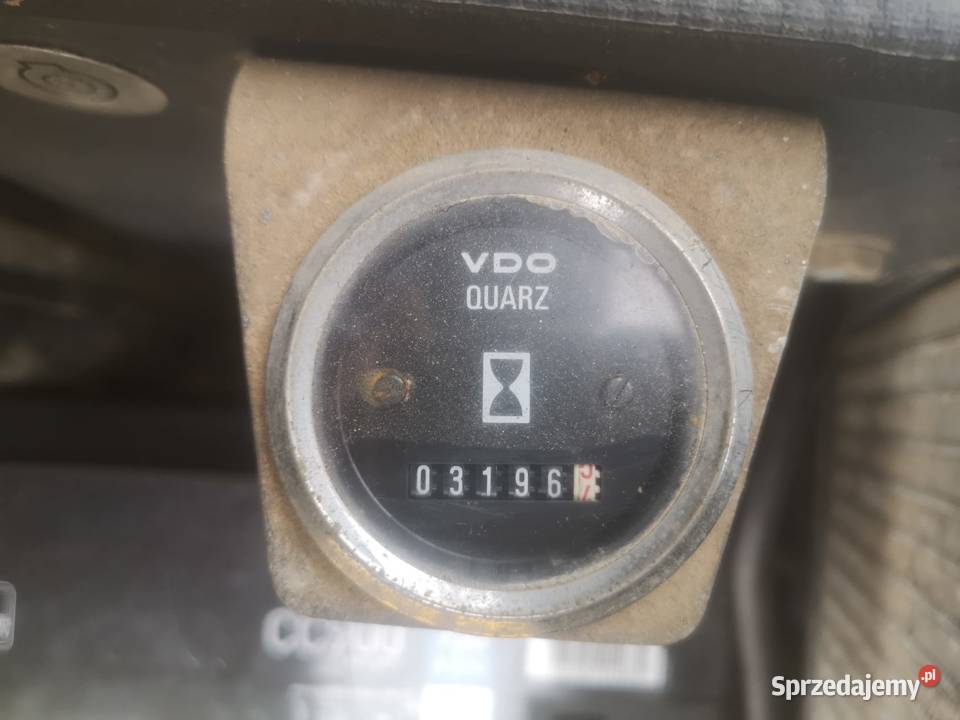 VDO
QUARZ
03196
Sprzedajemy.pl